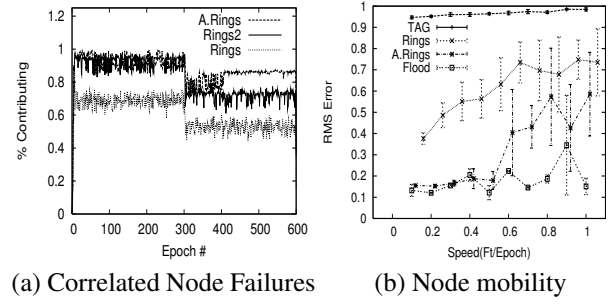 A.Rings
Rings2
Rings
% Contributing
1.2
1
0.8
0.6
0.4
0.2
0
0 100 200 300 400 500 600
Epoch #
(a) Correlated Node Failures
TAG
Rings
A.Rings
Flood
RMS Error
1
0.9
0.8
0.7
0.6
0.5
0.4
0.3
0.2
0.1
0
0 0.2 0.4 0.6 0.8 1
Speed(Ft/Epoch)
(b) Node mobility